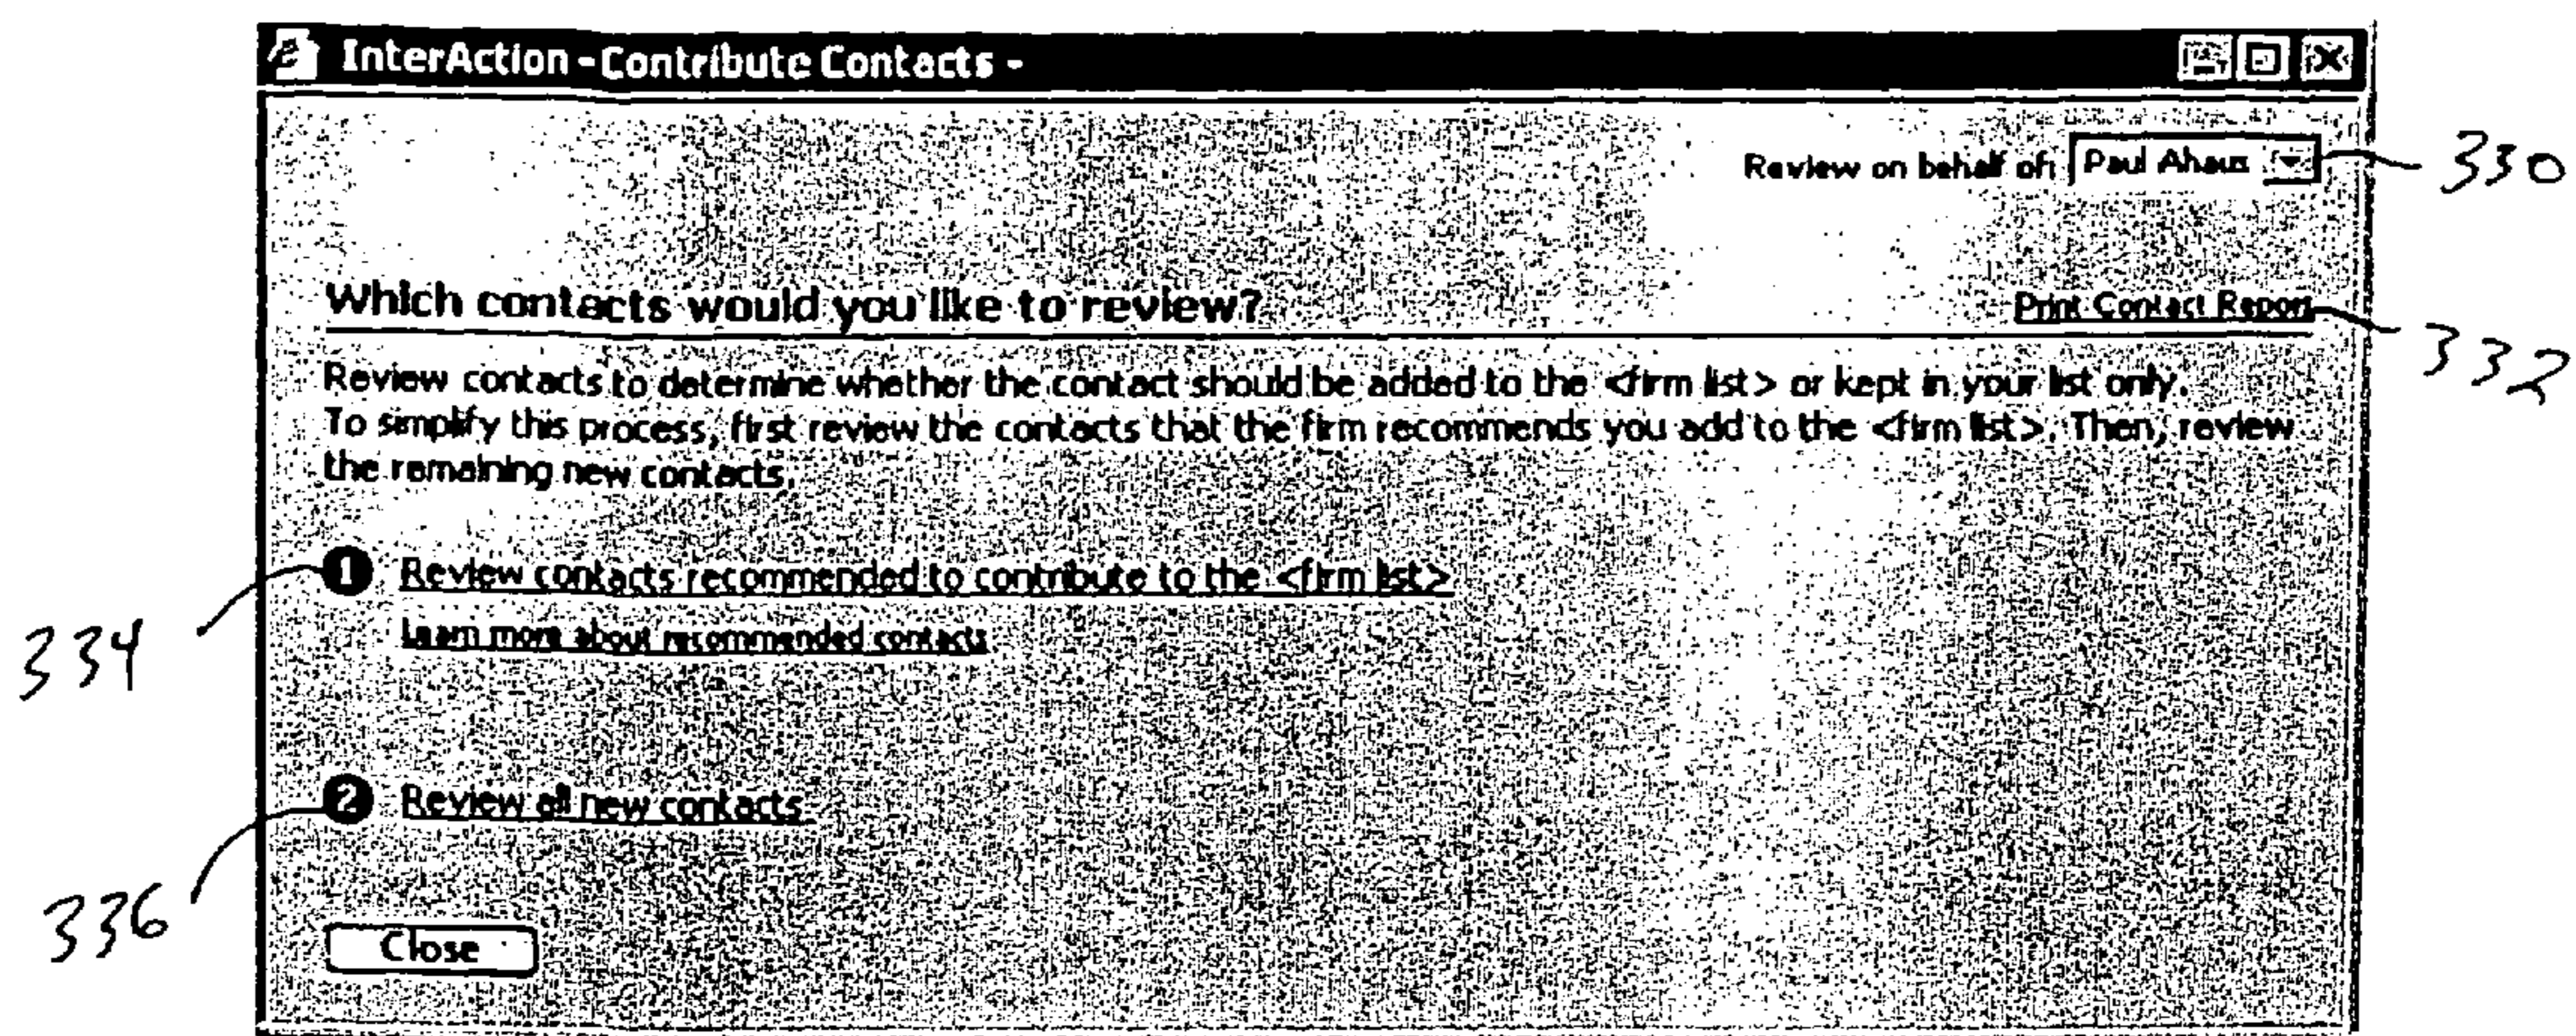 InterAction - Contribute Contacts -
Review on behalf of: Paul Ahaus
330
Which contacts would you like to review?
Print Contact Report
332
Review contacts to determine whether the contact should be added to the <firm list> or kept in your list only.
To simplify this process, first review the contacts that the firm recommends you add to the <firm list>. Then, review
the remaining new contacts.
1 Review contacts recommended to contribute to the <firm list>
334
Learn more about recommended contacts
2 Review all new contacts
336
Close